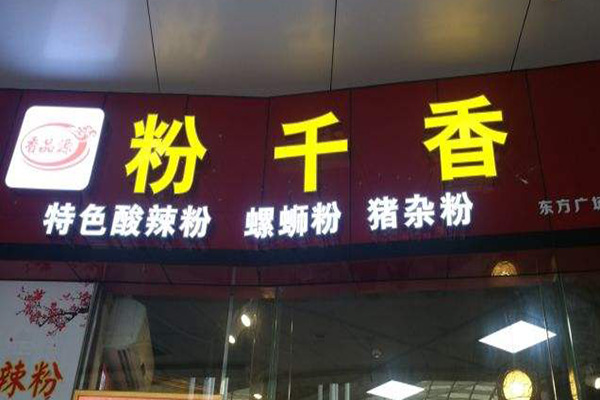 香品源
粉千香
特色酸辣粉 螺蛳粉 猪杂粉
东方广场
辣粉